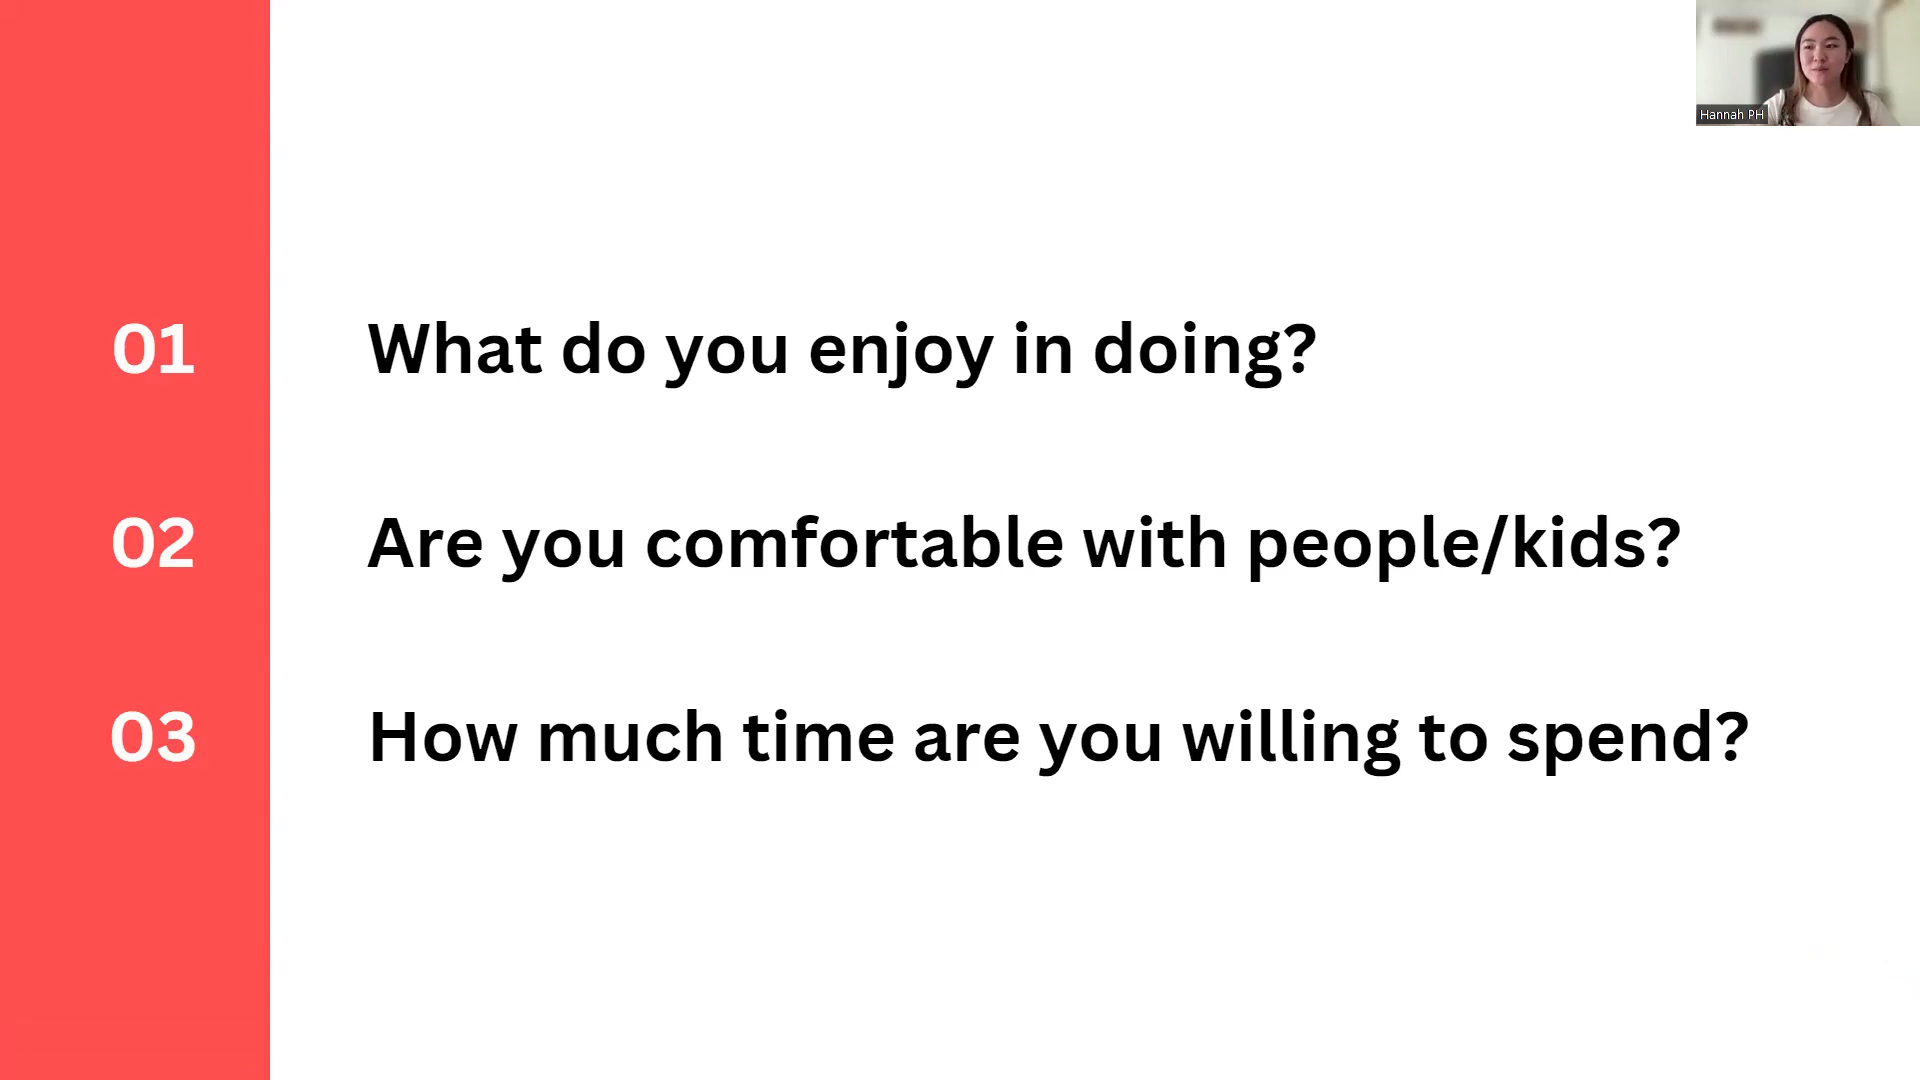 Hannah PH
01 What do you enjoy in doing?
02 Are you comfortable with people/kids?
03 How much time are you willing to spend?